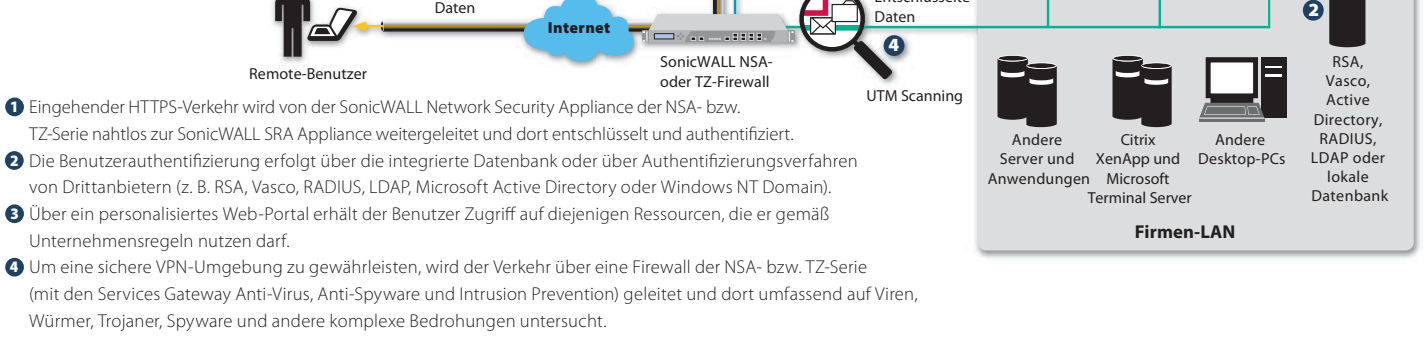 Daten
Internet
Remote-Benutzer
SonicWALL NSA-
oder TZ-Firewall
Daten
4
UTM Scanning
2
RSA,
Vasco,
Active
Directory,
RADIUS,
LDAP oder
lokale
Datenbank
Andere
Server und
Anwendungen
Citrix
XenApp und
Microsoft
Terminal Server
Andere
Desktop-PCs
Firmen-LAN
1 Eingehender HTTPS-Verkehr wird von der SonicWALL Network Security Appliance der NSA- bzw.
TZ-Serie nahtlos zur SonicWALL SRA Appliance weitergeleitet und dort entschlüsselt und authentifiziert.
2 Die Benutzerauthentifizierung erfolgt über die integrierte Datenbank oder über Authentifizierungsverfahren
von Drittanbietern (z. B. RSA, Vasco, RADIUS, LDAP, Microsoft Active Directory oder Windows NT Domain).
3 Über ein personalisiertes Web-Portal erhält der Benutzer Zugriff auf diejenigen Ressourcen, die er gemäß
Unternehmensregeln nutzen darf.
4 Um eine sichere VPN-Umgebung zu gewährleisten, wird der Verkehr über eine Firewall der NSA- bzw. TZ-Serie
(mit den Services Gateway Anti-Virus, Anti-Spyware und Intrusion Prevention) geleitet und dort umfassend auf Viren,
Würmer, Trojaner, Spyware und andere komplexe Bedrohungen untersucht.